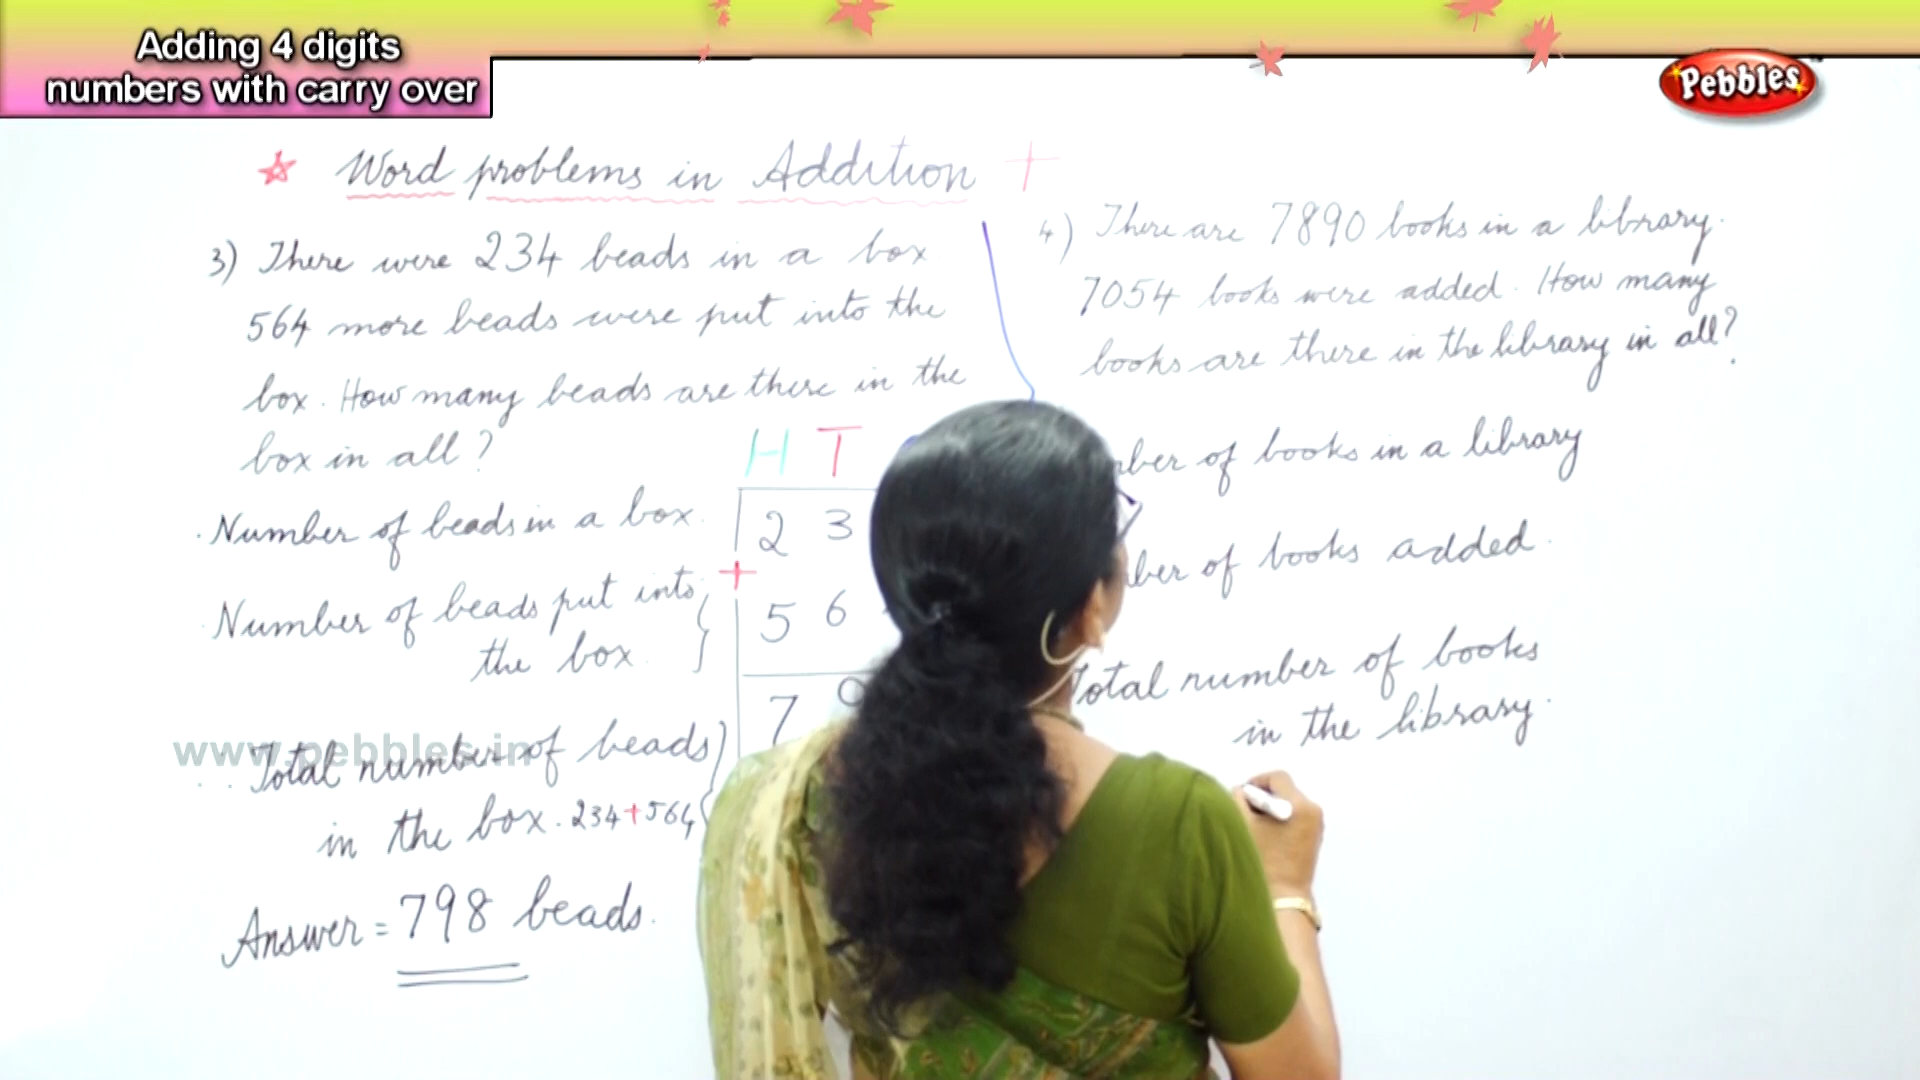 Adding 4 digits
numbers with carry over
Pebbles
Word problems in Addition +
3) There were 234 beads in a box
564 more beads were put into the
box. How many beads are there in the
box in all?
H T
Number of beads in a box.
2 3
+
Number of beads put into
the box.
5 6
7 9
Total number of beads
in the box. 234+564
www.pebbles.in
Answer = 798 beads.
4) There are 7890 books in a library.
7054 books were added. How many
books are there in the library in all?
of books in a library
of books added.
Total number of books
in the library.